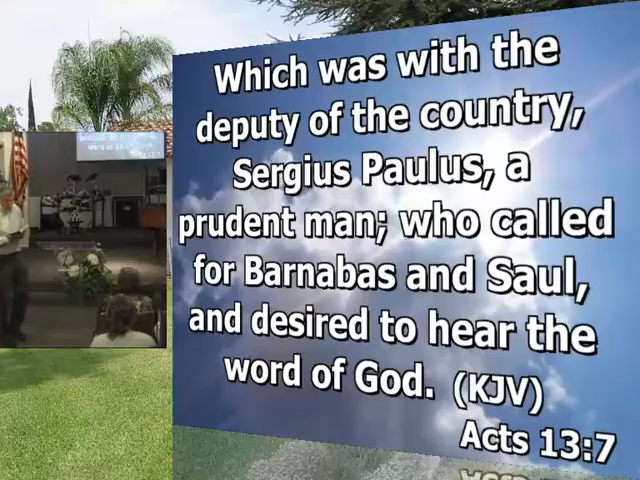 Which was with the
deputy of the country,
Sergius Paulus, a
prudent man; who called
for Barnabas and Saul,
and desired to hear the
word of God. (KJV)
Acts 13:7